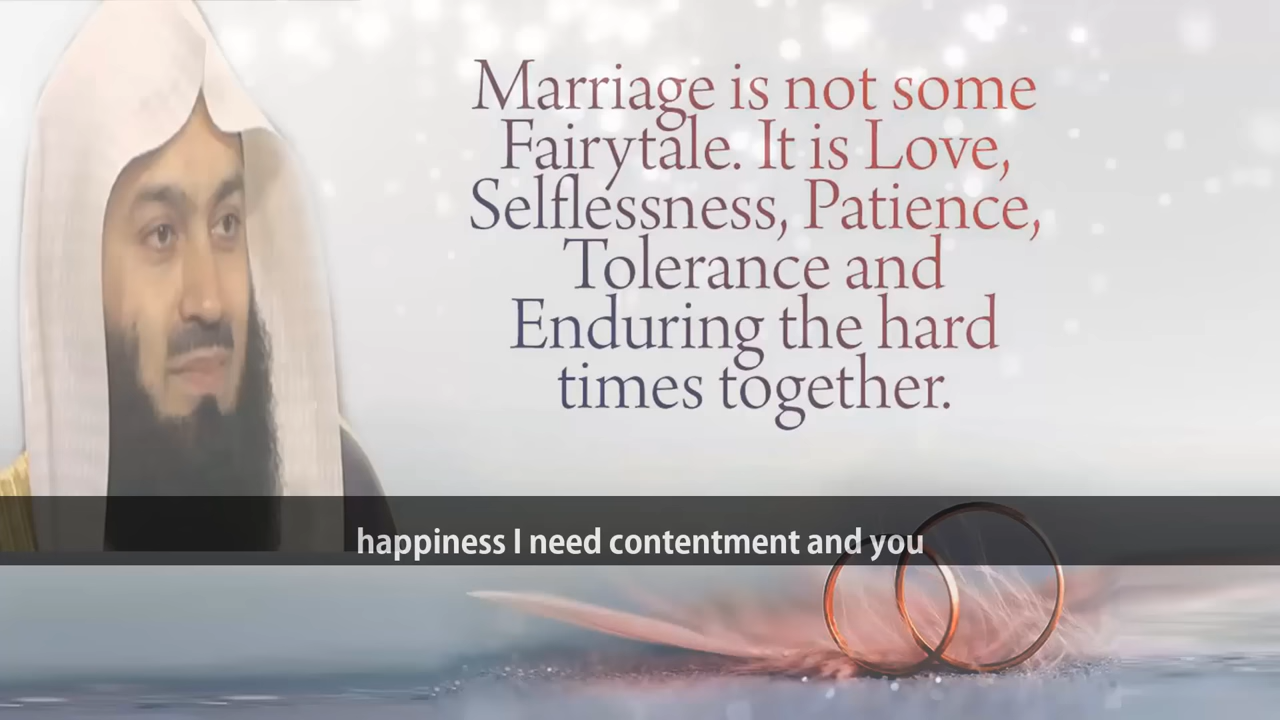 Marriage is not some
Fairytale. It is Love,
Selflessness, Patience,
Tolerance and
Enduring the hard
times together.
happiness I need contentment and you